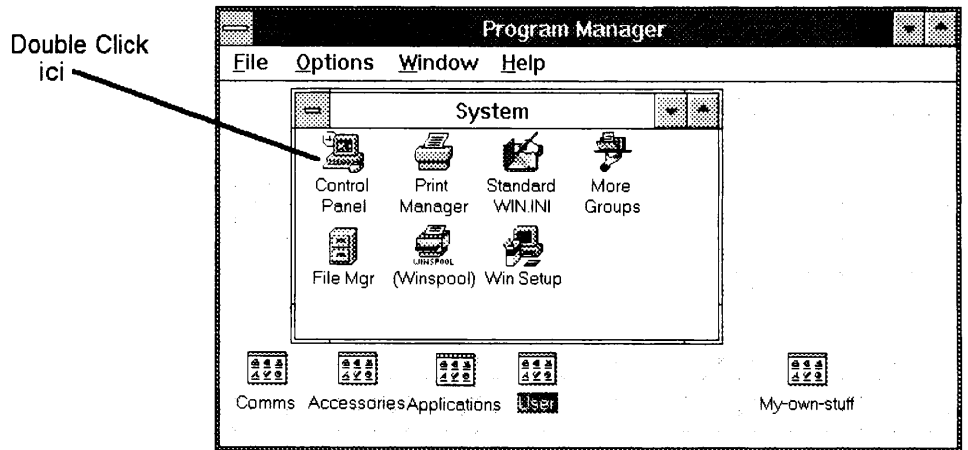 Double Click
ici
Program Manager
File Options Window Help
System
Control
Panel
Print
Manager
Standard
WIN.INI
More
Groups
File Mgr
WINSPOOL
(Winspool)
Win Setup
Comms
Accessories
Applications
User
My-own-stuff